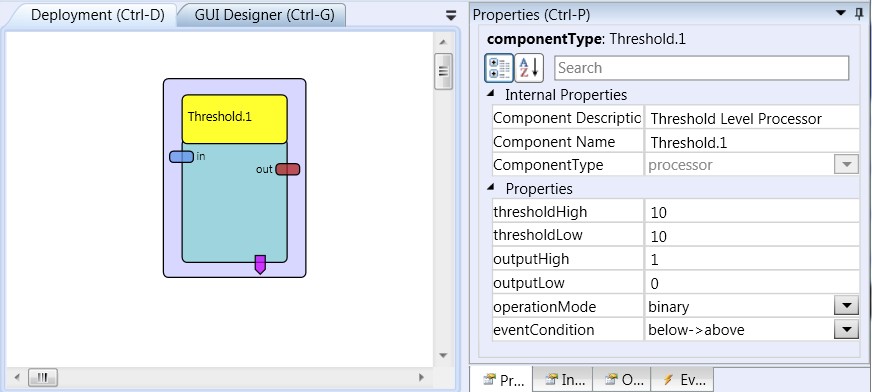 Deployment (Ctrl-D)
GUI Designer (Ctrl-G)
Threshold.1
in
out
Properties (Ctrl-P)
componentType: Threshold.1
A
Z
Search
Internal Properties
Component Descriptio Threshold Level Processor
Component Name Threshold.1
ComponentType processor
Properties
thresholdHigh 10
thresholdLow 10
outputHigh 1
outputLow 0
operationMode binary
eventCondition below->above
Pr... In... O... Ev...